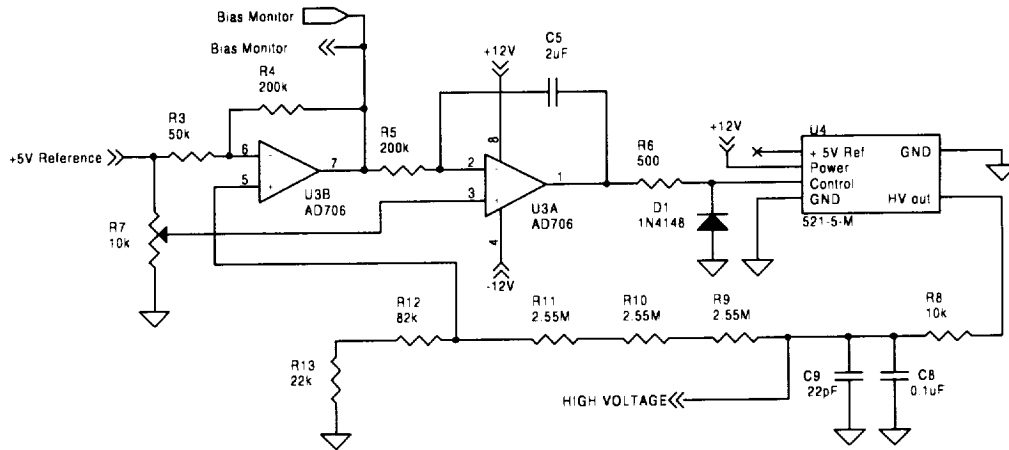 Bias Monitor
Bias Monitor
R4
200k
R3
50k
+5V Reference
6
-
5
+
7
U3B
AD706
R5
200k
+12V
C5
2uF
8
2
-
3
+
1
U3A
AD706
4
-12V
R7
10k
R6
500
D1
1N4148
+12V
U4
+ 5V Ref
Power
Control
GND
GND
HV out
521-5-M
R12
82k
R11
2.55M
R10
2.55M
R9
2.55M
R8
10k
R13
22k
C9
22pF
C8
0.1uF
HIGH VOLTAGE